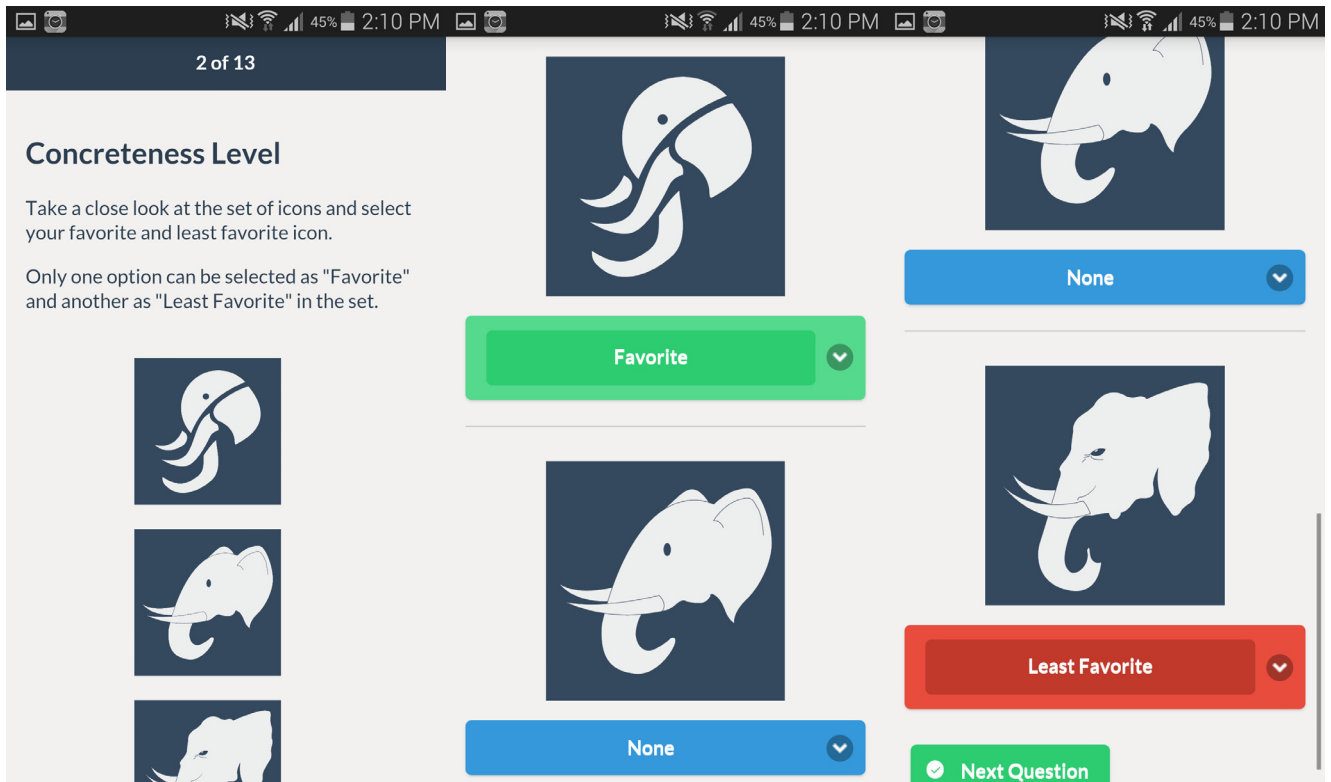 45% 2:10 PM
2 of 13
Concreteness Level
Take a close look at the set of icons and select
your favorite and least favorite icon.
Only one option can be selected as "Favorite"
and another as "Least Favorite" in the set.
45% 2:10 PM
Favorite
None
45% 2:10 PM
None
Least Favorite
Next Question